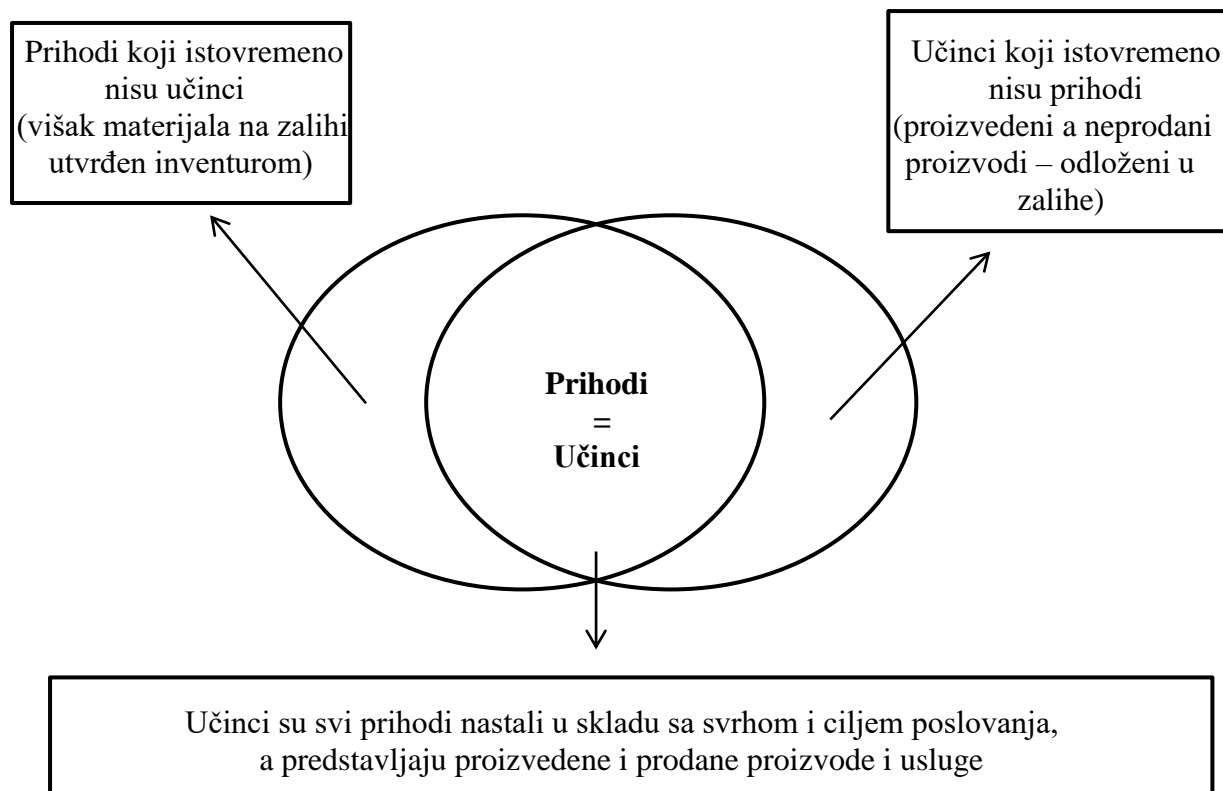 Prihodi koji istovremeno
nisu učinci
(višak materijala na zalihi
utvrđen inventurom)
Učinci koji istovremeno
nisu prihodi
(proizvedeni a neprodani
proizvodi – odloženi u
zalihe)
Prihodi
=
Učinci
Učinci su svi prihodi nastali u skladu sa svrhom i ciljem poslovanja,
a predstavljaju proizvedene i prodane proizvode i usluge